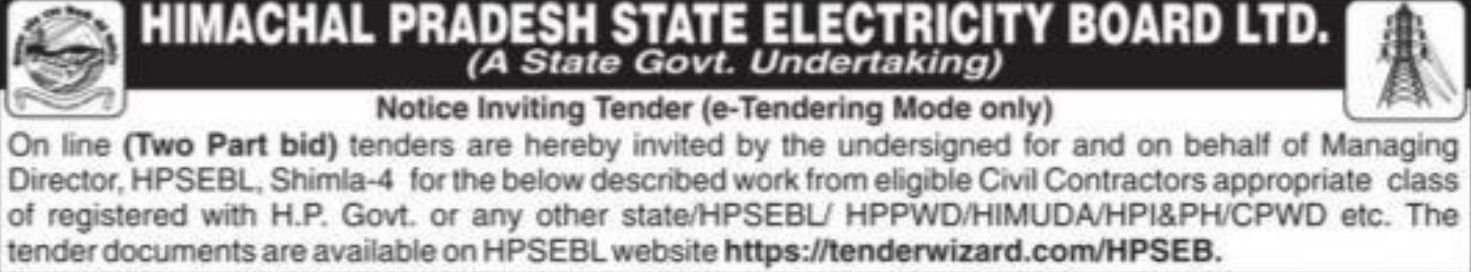 HIMACHAL PRADESH STATE ELECTRICITY BOARD LTD.
(A State Govt. Undertaking)
Notice Inviting Tender (e-Tendering Mode only)
On line (Two Part bid) tenders are hereby invited by the undersigned for and on behalf of Managing
Director, HPSEBL, Shimla-4 for the below described work from eligible Civil Contractors appropriate class
of registered with H.P. Govt. or any other state/HPSEBL/ HPPWD/HIMUDA/HPI&PH/CPWD etc. The
tender documents are available on HPSEBL website https://tenderwizard.com/HPSEB.